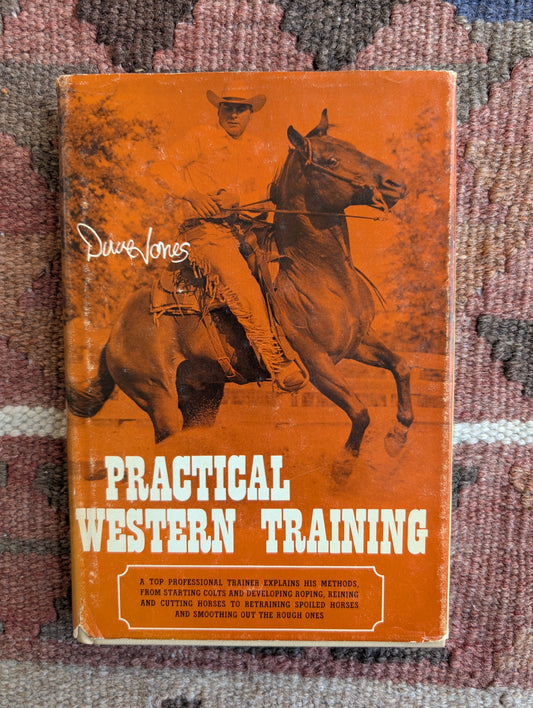 Dave Jones
PRACTICAL
WESTERN TRAINING
A TOP PROFESSIONAL TRAINER EXPLAINS HIS METHODS,
FROM STARTING COLTS AND DEVELOPING ROPING, REINING
AND CUTTING HORSES TO RETRAINING SPOILED HORSES
AND SMOOTHING OUT THE ROUGH ONES